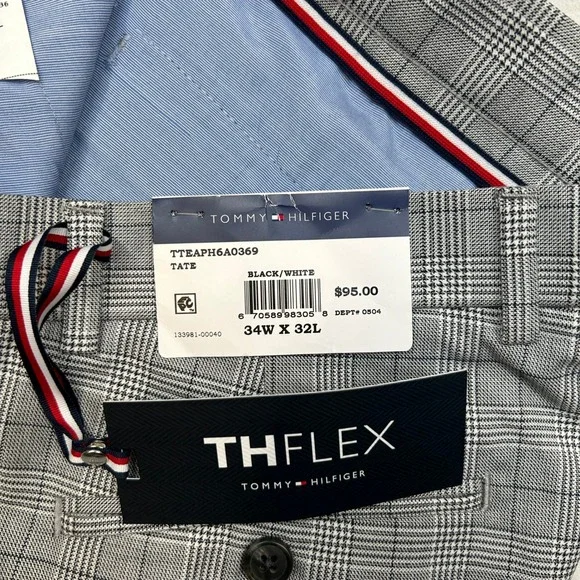 36
TOMMY HILFIGER
TTEAPH6A0369
TATE
BLACK/WHITE
$95.00
6 70589 98305 8
DEPT# 0504
133981-00040
34W X 32L
THFLEX
TOMMY HILFIGER